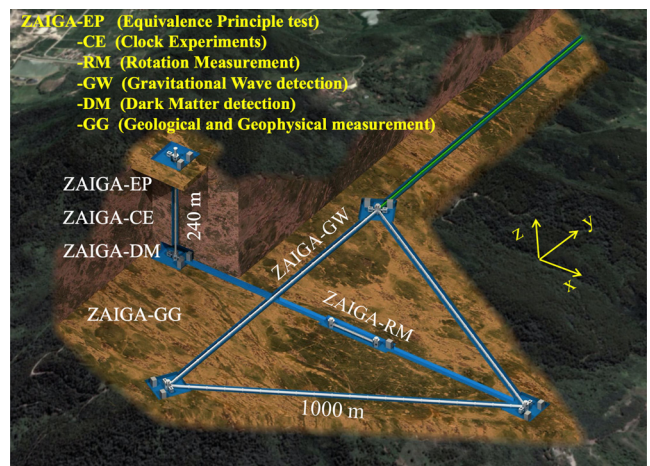 ZAIGA-EP (Equivalence Principle test)
-CE (Clock Experiments)
-RM (Rotation Measurement)
-GW (Gravitational Wave detection)
-DM (Dark Matter detection)
-GG (Geological and Geophysical measurement)
ZAIGA-EP
ZAIGA-CE
ZAIGA-DM
240 m
ZAIGA-GW
z
y
x
ZAIGA-GG
ZAIGA-RM
1000 m